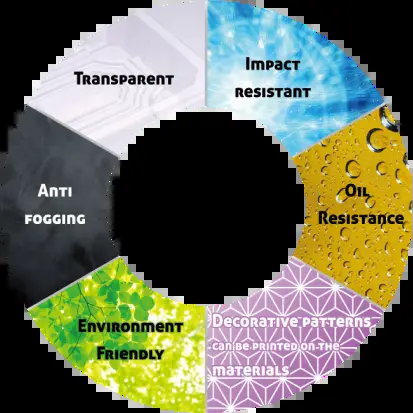 Transparent
Impact
resistant
Anti
fogging
Oil
Resistance
Environment
Friendly
Decorative patterns
can be printed on the
materials